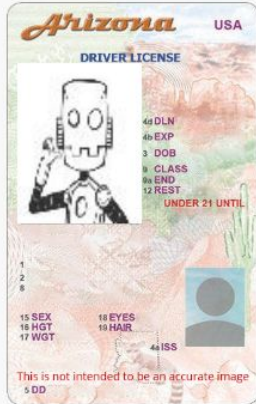 Arizona USA
DRIVER LICENSE
4d DLN
4b EXP
3 DOB
9 CLASS
9a END
12 REST
UNDER 21 UNTIL
1
2
8
15 SEX 18 EYES
16 HGT 19 HAIR
17 WGT
4a ISS
This is not intended to be an accurate image
5 DD